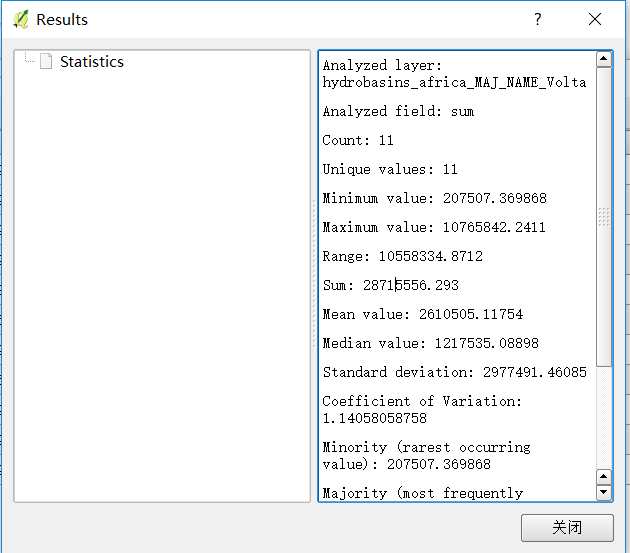 Results
?
Statistics
Analyzed layer:
hydrobasins_africa_MAJ_NAME_Volta
Analyzed field: sum
Count: 11
Unique values: 11
Minimum value: 207507.369868
Maximum value: 10765842.2411
Range: 10558334.8712
Sum: 28715556.293
Mean value: 2610505.11754
Median value: 1217535.08898
Standard deviation: 2977491.46085
Coefficient of Variation:
1.14058058758
Minority (rarest occurring
value): 207507.369868
Majority (most frequently
关闭